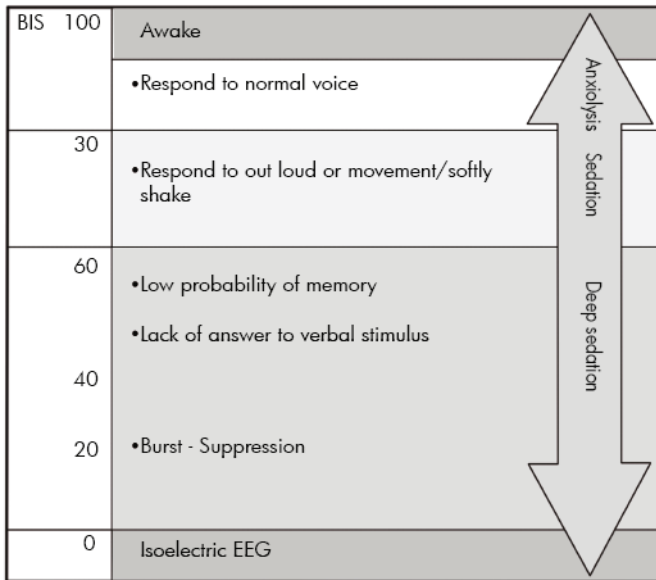 BIS 100 Awake
•Respond to normal voice
30
•Respond to out loud or movement/softly
shake
60
•Low probability of memory
•Lack of answer to verbal stimulus
40
20 •Burst - Suppression
0 Isoelectric EEG
Anxiolysis Sedation Deep sedation